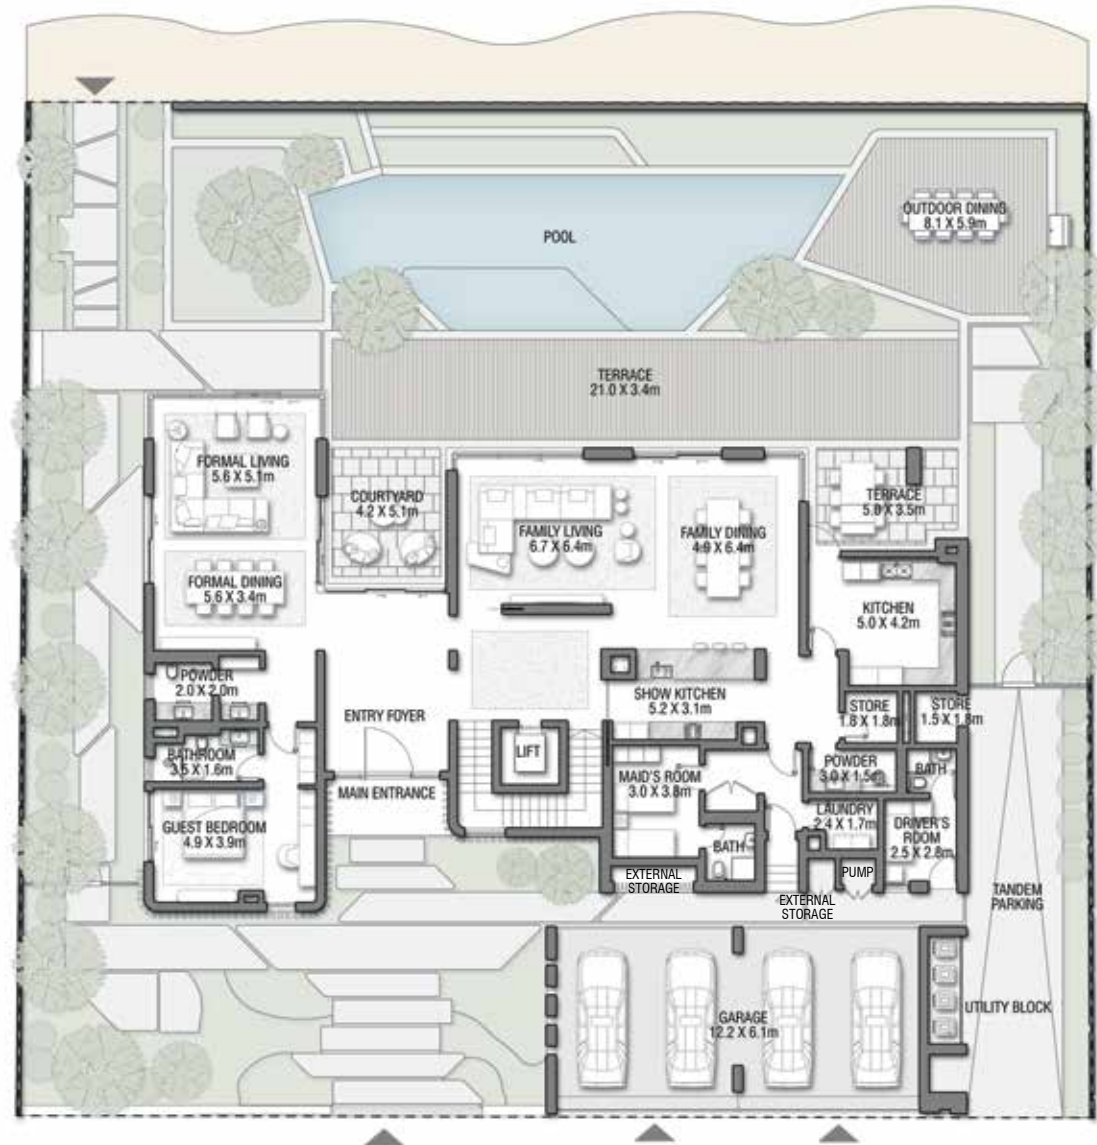 OUTDOOR DINING
8.1 X 5.9m
POOL
TERRACE
21.0 X 3.4m
FORMAL LIVING
5.6 X 5.1m
COURTYARD
4.2 X 5.1m
FAMILY LIVING
6.7 X 6.4m
FAMILY DINING
4.9 X 6.4m
TERRACE
5.0 X 3.5m
FORMAL DINING
5.6 X 3.4m
KITCHEN
5.0 X 4.2m
POWDER
2.0 X 2.0m
SHOW KITCHEN
5.2 X 3.1m
STORE
1.8 X 1.8m
STORE
1.5 X 1.8m
ENTRY FOYER
LIFT
BATHROOM
3.5 X 1.6m
MAID'S ROOM
3.0 X 3.8m
POWDER
3.0 X 1.5m
BATH
MAIN ENTRANCE
GUEST BEDROOM
4.9 X 3.9m
LAUNDRY
2.4 X 1.7m
DRIVER'S
ROOM
2.5 X 2.8m
BATH
EXTERNAL
STORAGE
PUMP
EXTERNAL
STORAGE
TANDEM
PARKING
GARAGE
12.2 X 6.1m
UTILITY BLOCK